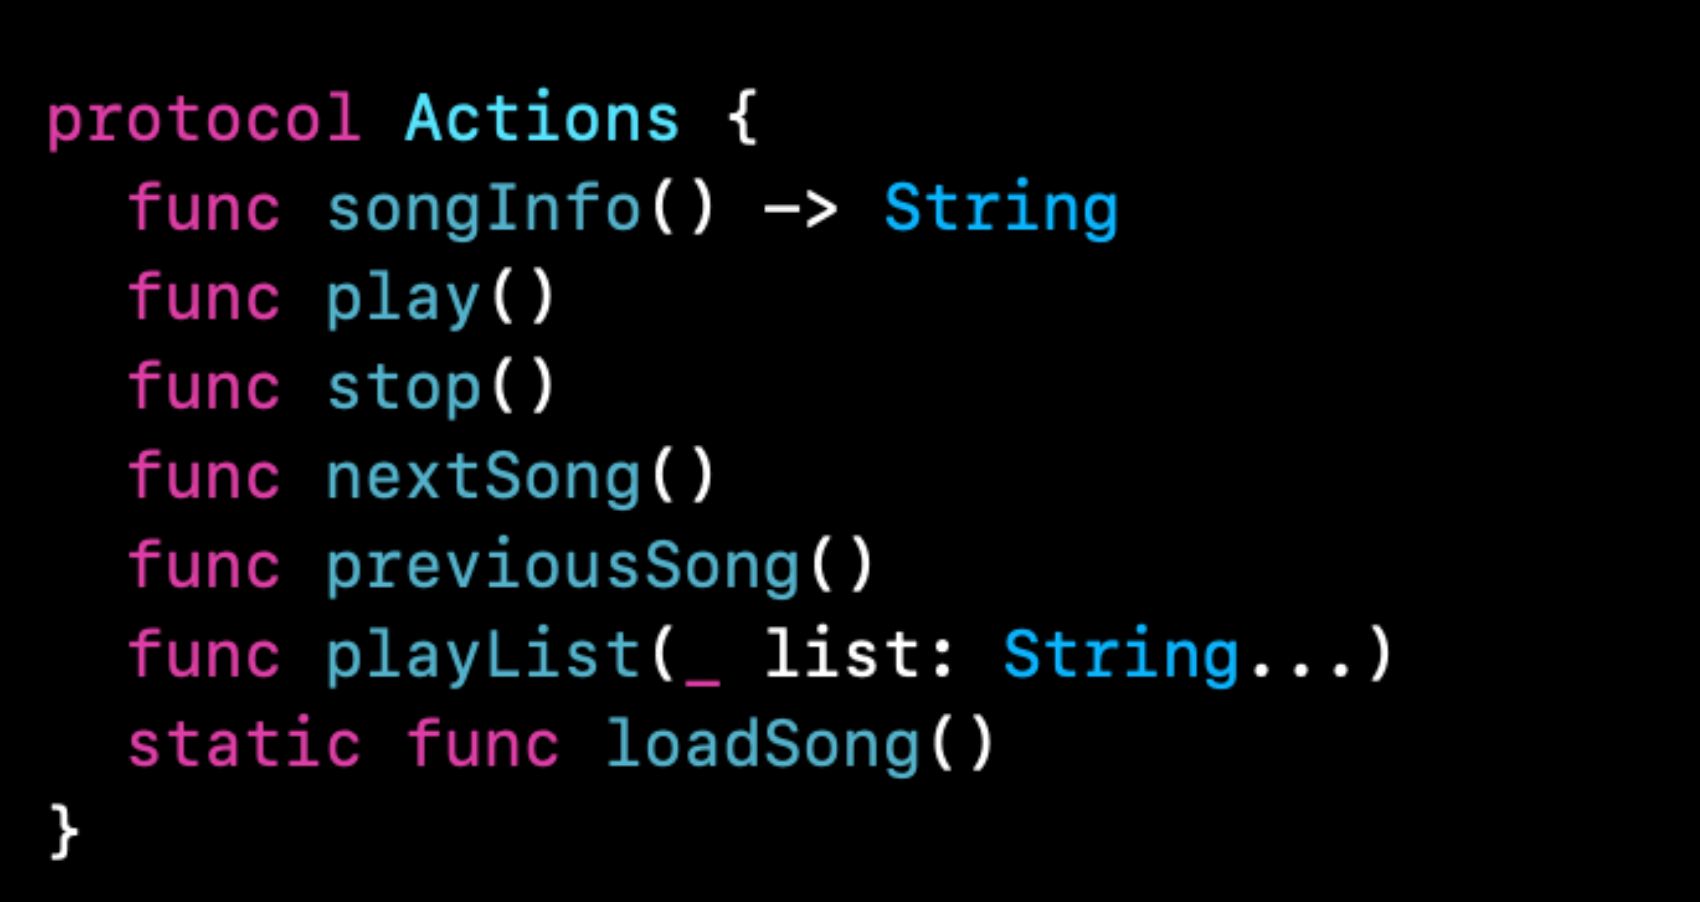 protocol Actions {
  func songInfo() -> String
  func play()
  func stop()
  func nextSong()
  func previousSong()
  func playList(_ list: String...)
  static func loadSong()
}